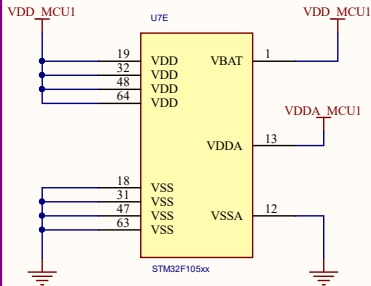 U7E
VDD_MCU1 VDD_MCU1
19 VDD VBAT 1
32 VDD
48 VDD
64 VDD
VDDA_MCU1
VDDA 13
18 VSS
31 VSS
47 VSS VSSA 12
63 VSS
STM32F105xx